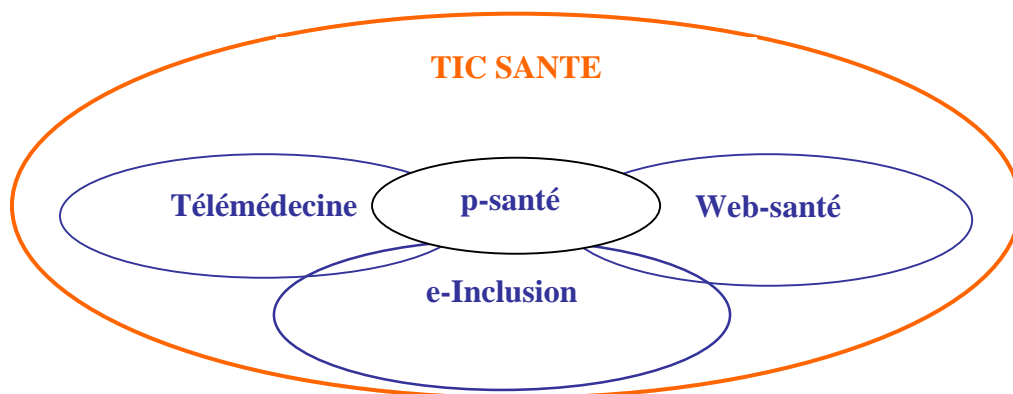 TIC SANTE
Télémédecine
p-santé
Web-santé
e-Inclusion